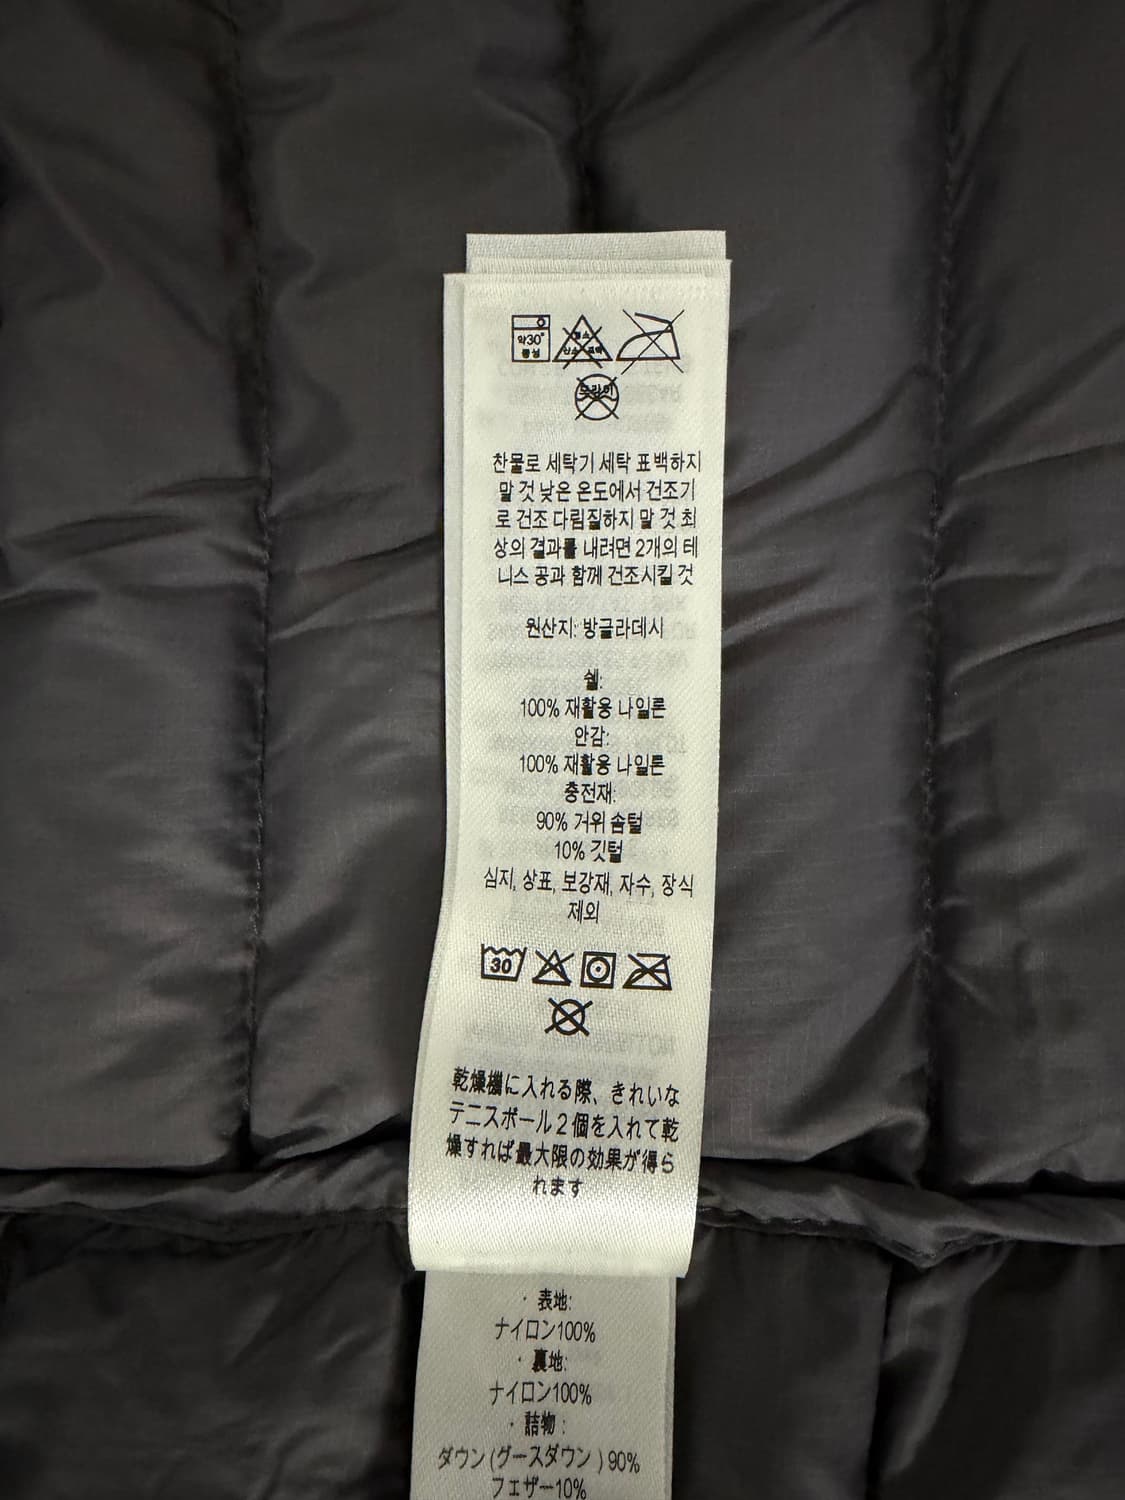 약30°
중성
염소
산소 표백
드라이
찬물로 세탁기 세탁 표백하지
말 것 낮은 온도에서 건조기
로 건조 다림질하지 말 것 최
상의 결과를 내려면 2개의 테
니스 공과 함께 건조시킬 것
원산지: 방글라데시
쉘:
100% 재활용 나일론
안감:
100% 재활용 나일론
충전재:
90% 거위 솜털
10% 깃털
심지, 상표, 보강재, 자수, 장식
제외
30
乾燥機に入れる際、きれいな
テニスボール2個を入れて乾
燥すれば最大限の効果が得ら
れます
・表地:
ナイロン100%
・裏地:
ナイロン100%
・詰物:
ダウン(グースダウン)90%
フェザー10%